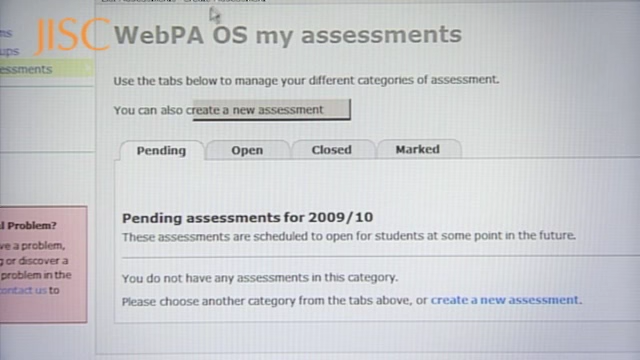 JISC
WebPA OS my assessments
ups
essments
Use the tabs below to manage your different categories of assessment.
You can also create a new assessment
Pending Open Closed Marked
Pending assessments for 2009/10
These assessments are scheduled to open for students at some point in the future.
You do not have any assessments in this category.
Please choose another category from the tabs above, or create a new assessment.
l Problem?
ve a problem,
g or discover a
problem in the
ontact us to